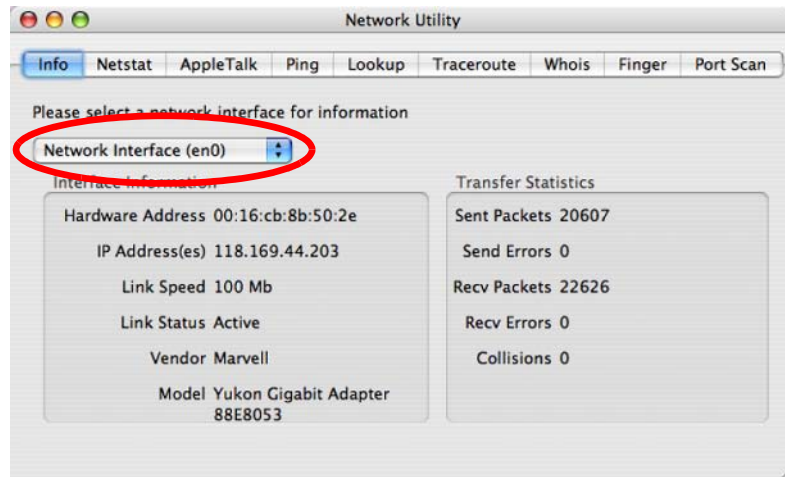 Network Utility
Info Netstat AppleTalk Ping Lookup Traceroute Whois Finger Port Scan
Please select a network interface for information
Network Interface (en0)
Interface Information
Hardware Address 00:16:cb:8b:50:2e
IP Address(es) 118.169.44.203
Link Speed 100 Mb
Link Status Active
Vendor Marvell
Model Yukon Gigabit Adapter
88E8053
Transfer Statistics
Sent Packets 20607
Send Errors 0
Recv Packets 22626
Recv Errors 0
Collisions 0